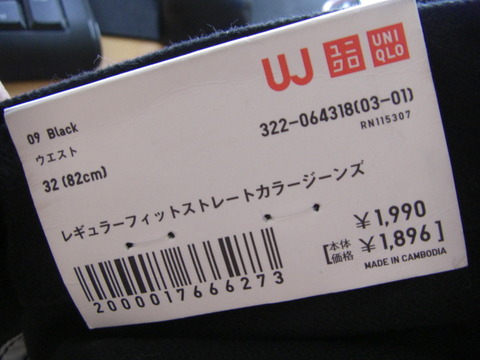 UJ ユニクロ UNIQLO
09 Black
322-064318(03-01)
ウエスト
RN115307
32 (82cm)
レギュラーフィットストレートカラージーンズ
¥1,990
[本体価格 ¥1,896]
MADE IN CAMBODIA
2000017666273